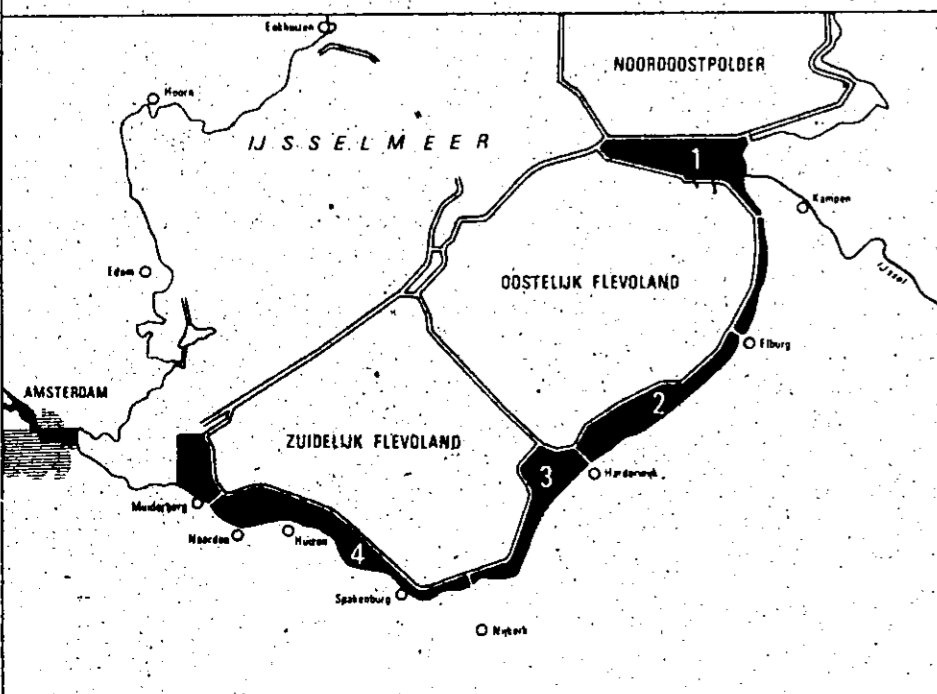 Enkhuizen
NOORDOOSTPOLDER
Hoorn
IJSSELMEER
1
Kampen
IJssel
Edam
OOSTELIJK FLEVOLAND
Elburg
AMSTERDAM
2
ZUIDELIJK FLEVOLAND
3
Harderwijk
Muiderberg
Naarden
Huizen
4
Spakenburg
Nijkerk